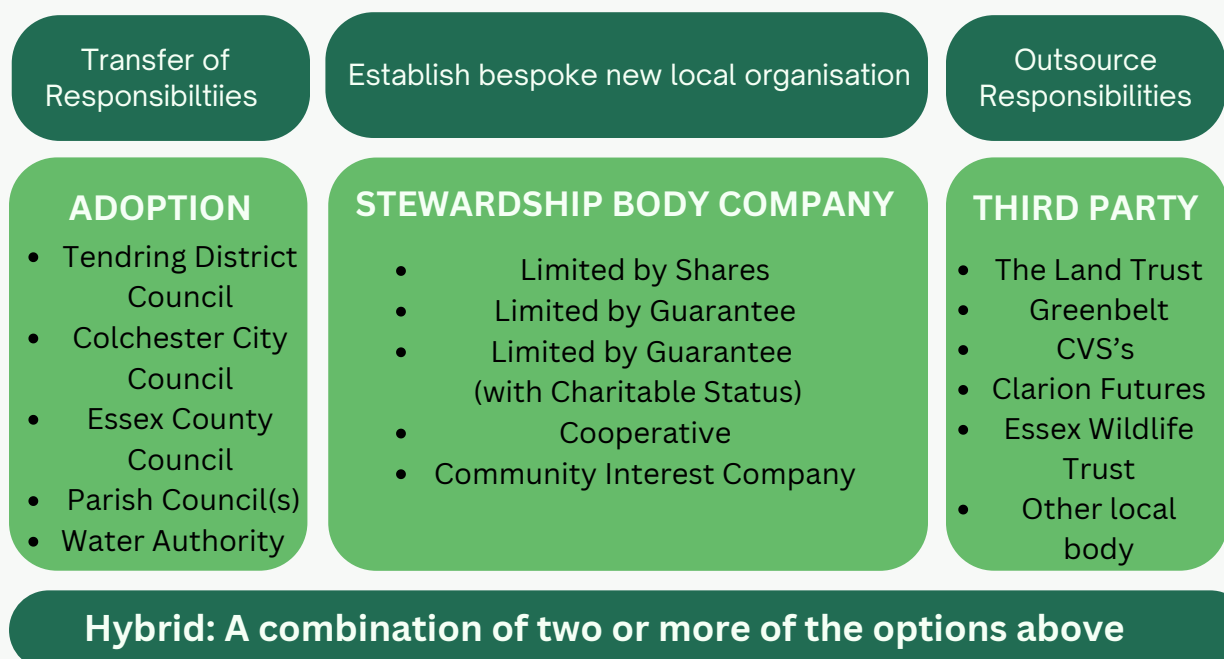 Transfer of
Responsibiltiies
Establish bespoke new local organisation
Outsource
Responsibilities
ADOPTION
• Tendring District
Council
• Colchester City
Council
• Essex County
Council
• Parish Council(s)
• Water Authority
STEWARDSHIP BODY COMPANY
• Limited by Shares
• Limited by Guarantee
• Limited by Guarantee
(with Charitable Status)
• Cooperative
• Community Interest Company
THIRD PARTY
• The Land Trust
• Greenbelt
• CVS’s
• Clarion Futures
• Essex Wildlife
Trust
• Other local
body
Hybrid: A combination of two or more of the options above